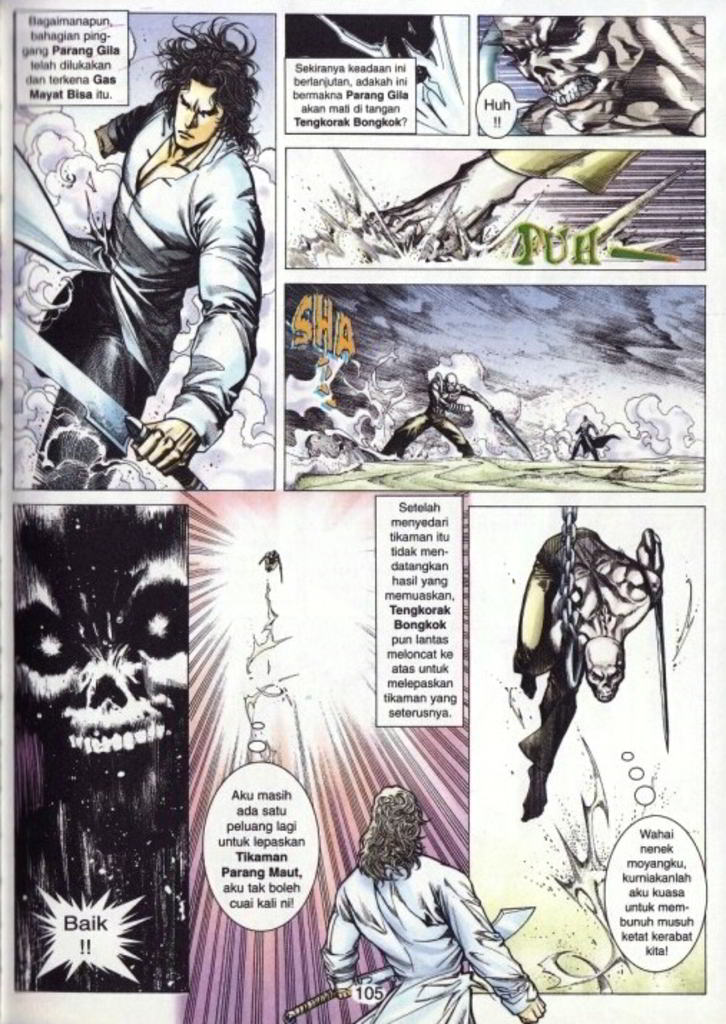 Bagaimanapun,
bahagian ping-
gang Parang Gila
telah dilukakan
dan terkena Gas
Mayat Bisa itu.
Sekiranya keadaan ini
berlanjutan, adakah ini
bermakna Parang Gila
akan mati di tangan
Tengkorak Bongkok?
Huh
!!
PUH
SHA
Setelah
menyedari
tikaman itu
tidak men-
datangkan
hasil yang
memuaskan,
Tengkorak
Bongkok
pun lantas
meloncat ke
atas untuk
melepaskan
tikaman yang
seterusnya.
Baik
!!
Aku masih
ada satu
peluang lagi
untuk lepaskan
Tikaman
Parang Maut,
aku tak boleh
cuai kali ni!
Wahai
nenek
moyangku,
kurniakanlah
aku kuasa
untuk mem-
bunuh musuh
ketat kerabat
kita!
105